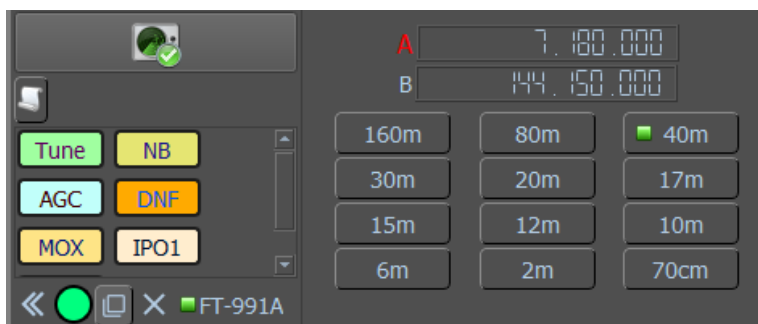 A 7.180.000
B 144.150.000
Tune NB
AGC DNF
MOX IPO1
FT-991A
160m 80m 40m
30m 20m 17m
15m 12m 10m
6m 2m 70cm